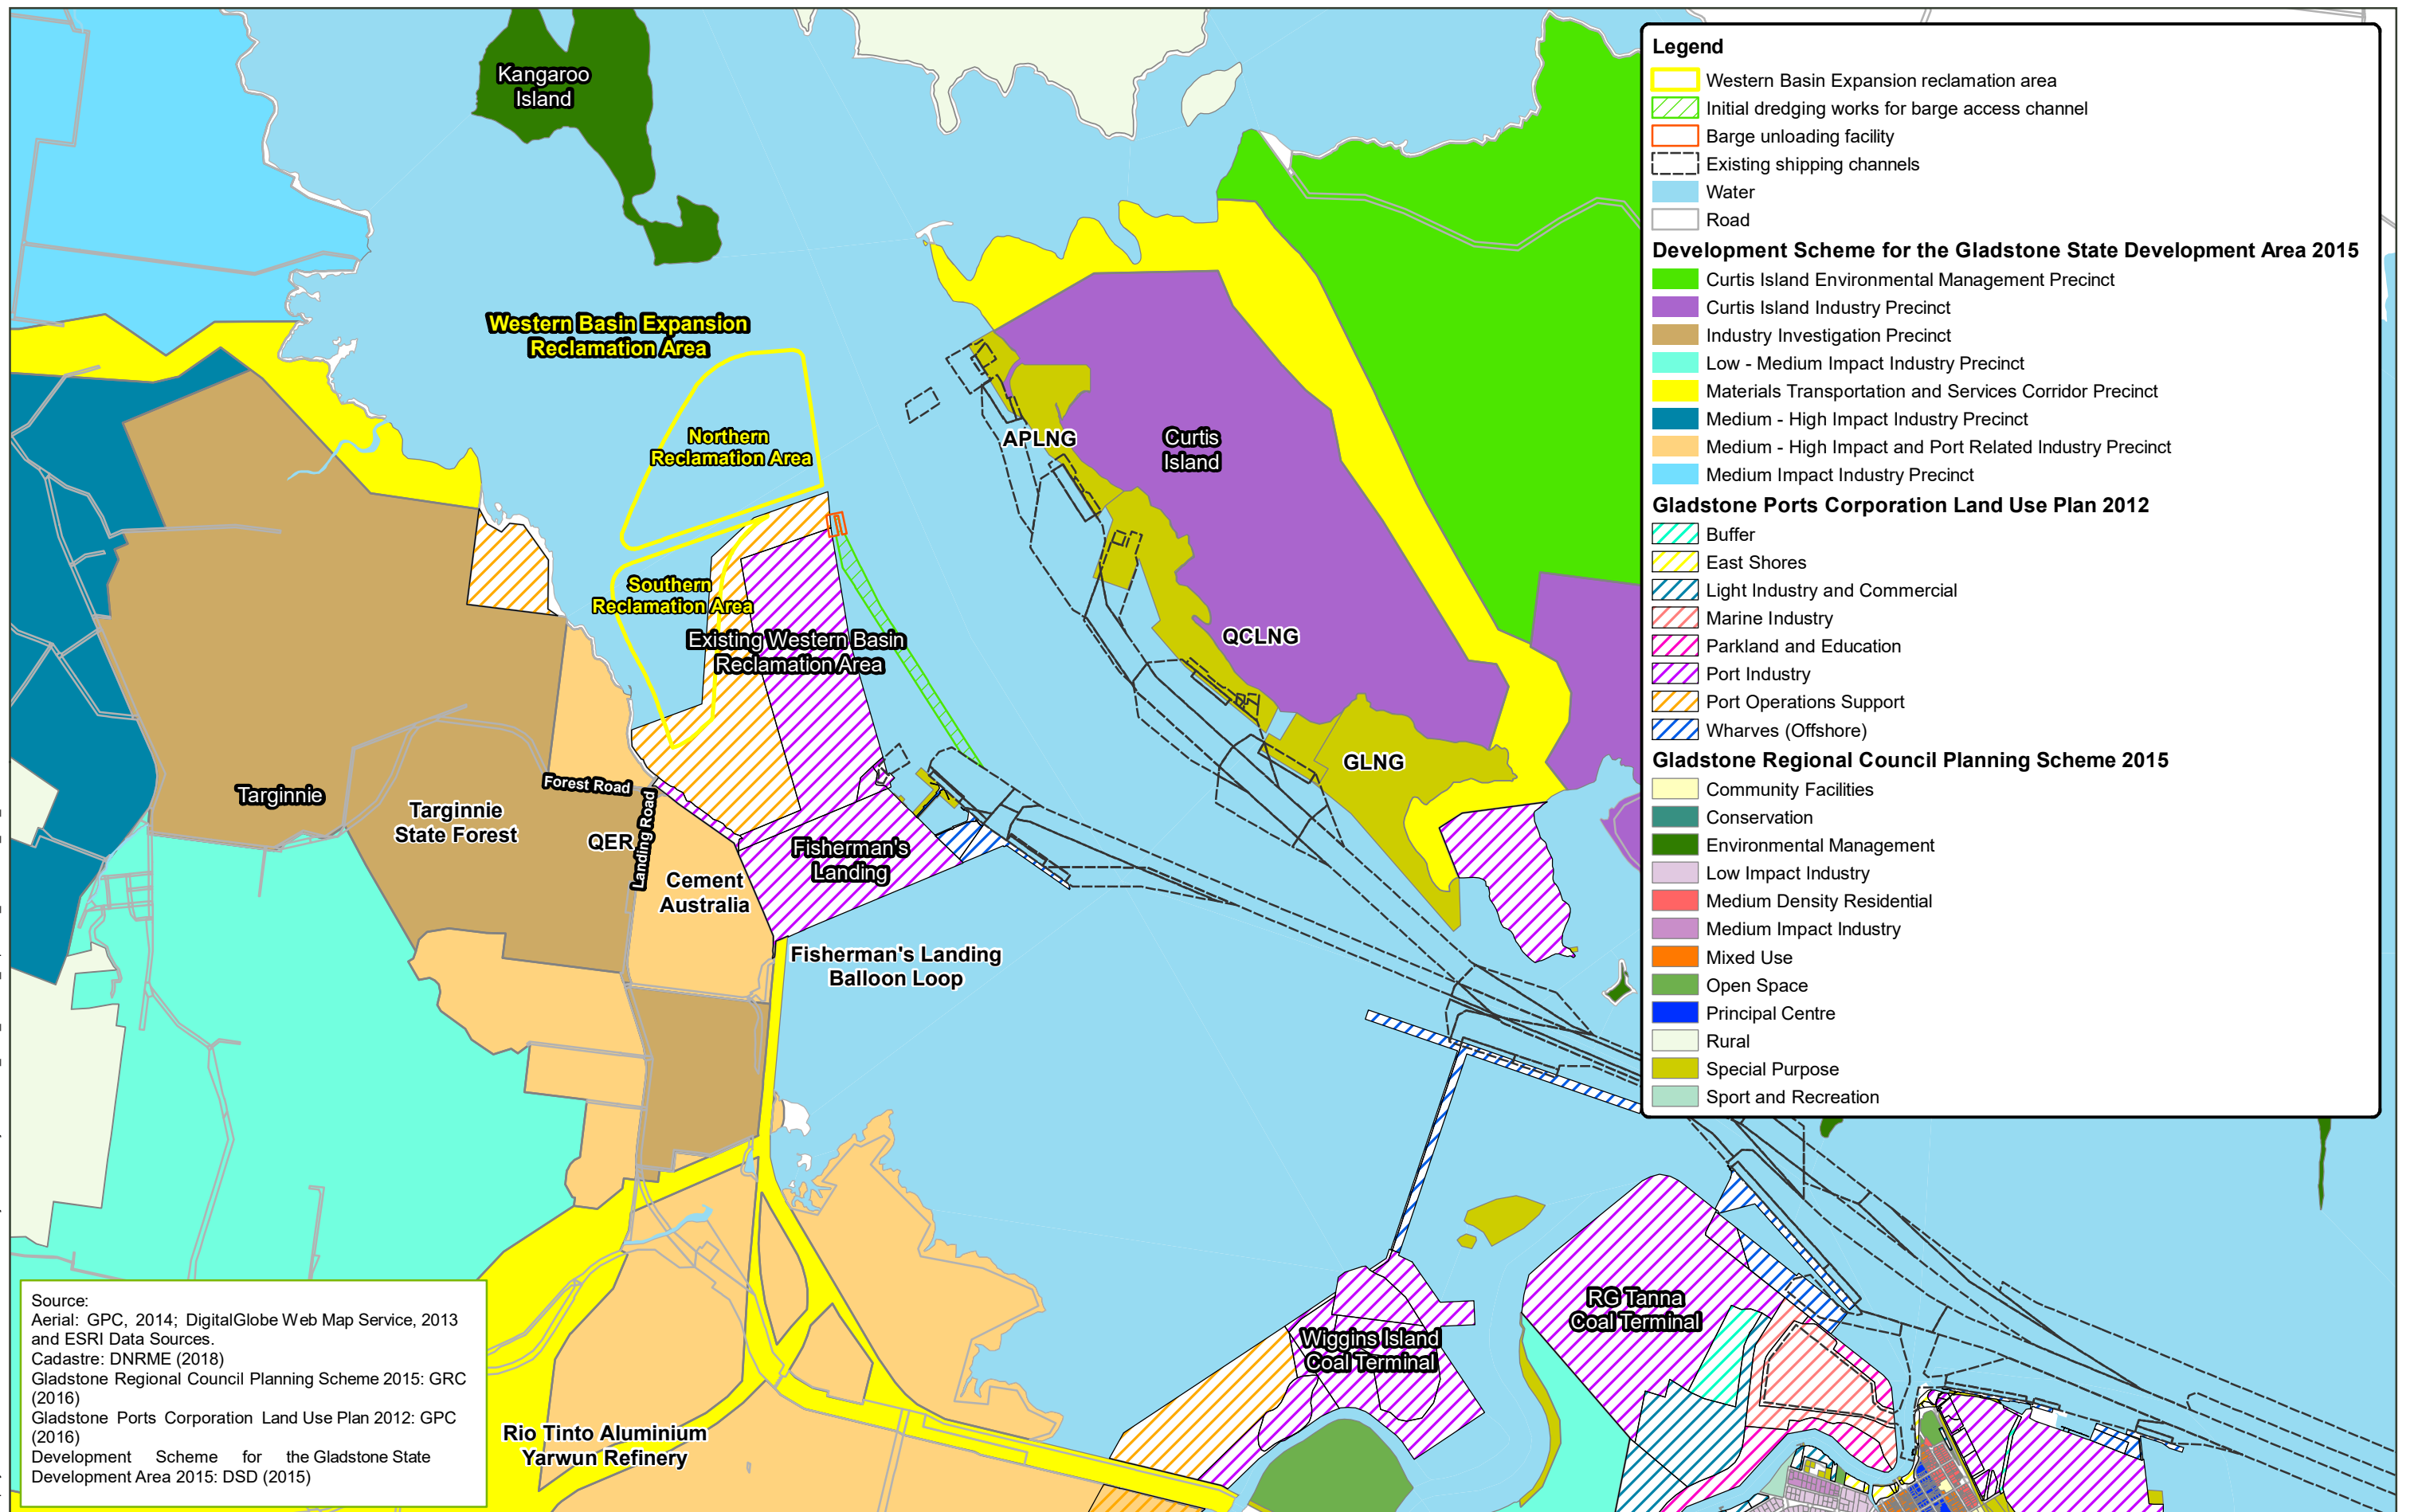 Kangaroo
Island
Western Basin Expansion
Reclamation Area
Northern
Reclamation Area
Southern
Reclamation Area
Existing Western Basin
Reclamation Area
APLNG
Curtis
Island
QCLNG
GLNG
Targinnie
Targinnie
State Forest
Forest Road
Landing Road
QER
Cement
Australia
Fisherman's
Landing
Fisherman's Landing
Balloon Loop
RG Tanna
Coal Terminal
Wiggins Island
Coal Terminal
Rio Tinto Aluminium
Yarwun Refinery
Legend
Western Basin Expansion reclamation area
Initial dredging works for barge access channel
Barge unloading facility
Existing shipping channels
Water
Road
Development Scheme for the Gladstone State Development Area 2015
Curtis Island Environmental Management Precinct
Curtis Island Industry Precinct
Industry Investigation Precinct
Low - Medium Impact Industry Precinct
Materials Transportation and Services Corridor Precinct
Medium - High Impact Industry Precinct
Medium - High Impact and Port Related Industry Precinct
Medium Impact Industry Precinct
Gladstone Ports Corporation Land Use Plan 2012
Buffer
East Shores
Light Industry and Commercial
Marine Industry
Parkland and Education
Port Industry
Port Operations Support
Wharves (Offshore)
Gladstone Regional Council Planning Scheme 2015
Community Facilities
Conservation
Environmental Management
Low Impact Industry
Medium Density Residential
Medium Impact Industry
Mixed Use
Open Space
Principal Centre
Rural
Special Purpose
Sport and Recreation
Source:
Aerial: GPC, 2014; DigitalGlobe Web Map Service, 2013
and ESRI Data Sources.
Cadastre: DNRME (2018)
Gladstone Regional Council Planning Scheme 2015: GRC
(2016)
Gladstone Ports Corporation Land Use Plan 2012: GPC
(2016)
Development Scheme for the Gladstone State
Development Area 2015: DSD (2015)